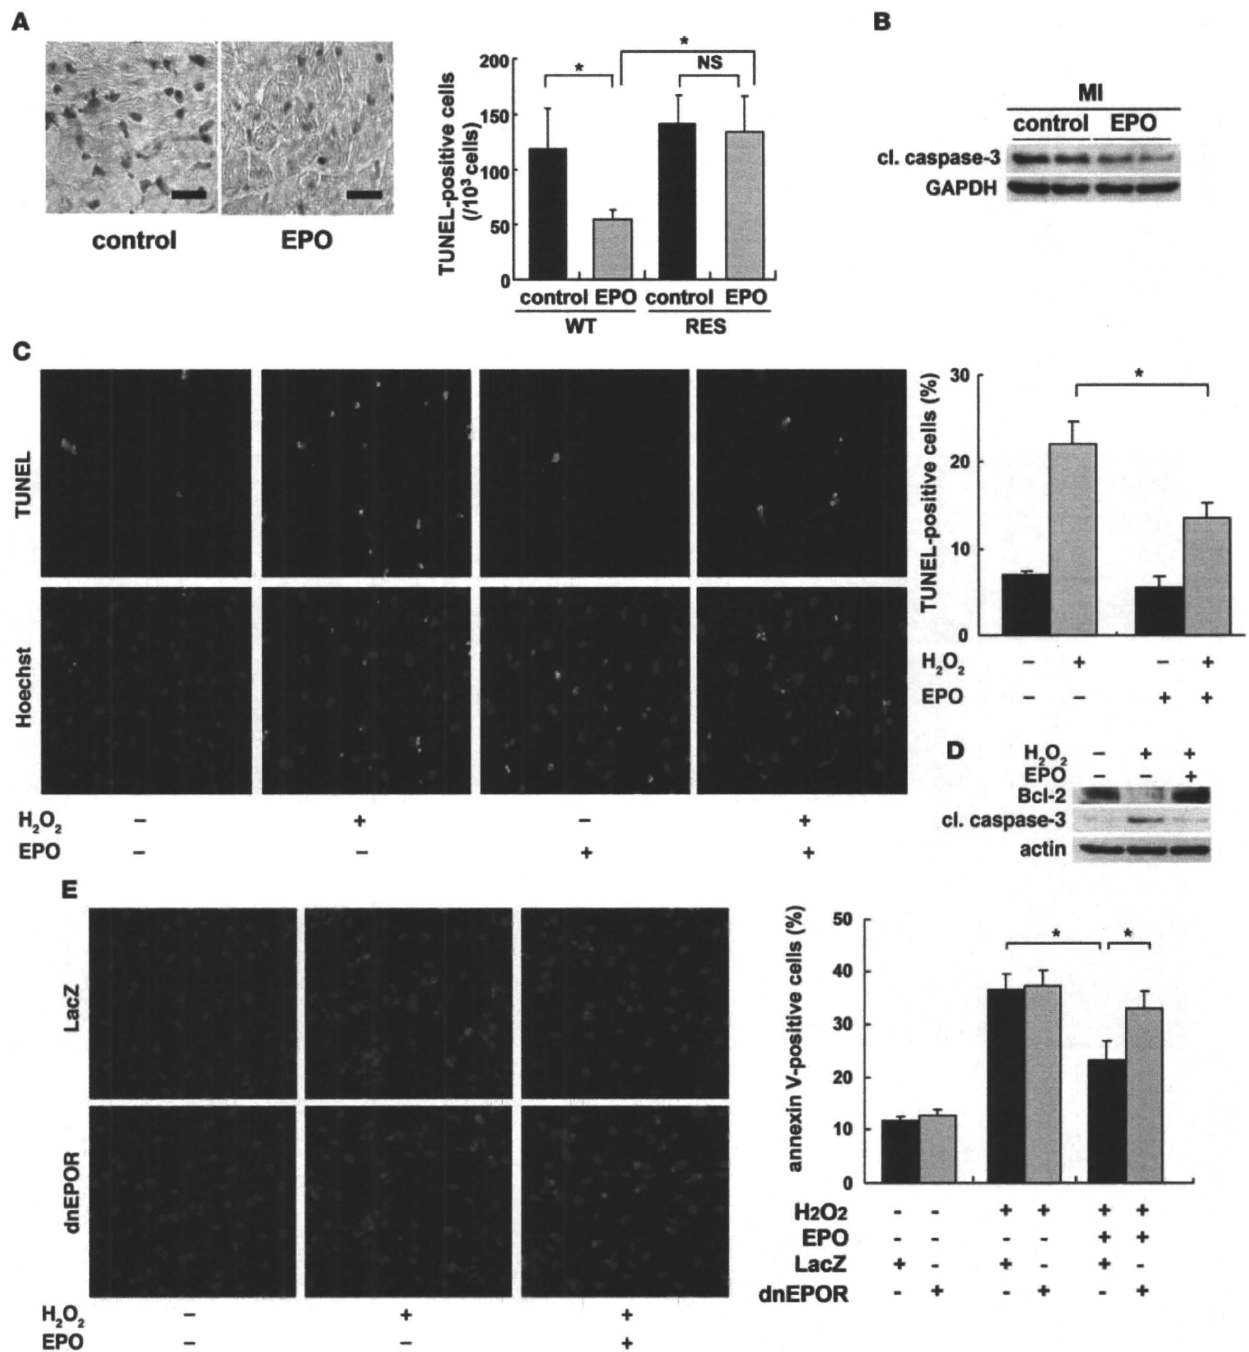 A
control
EPO
TUNEL-positive cells
(/10³ cells)
200
150
100
50
0
*
*
NS
control EPO control EPO
WT RES
B
MI
control EPO
cl. caspase-3
GAPDH
C
TUNEL
Hoechst
H₂O₂ − + − +
EPO − − + +
TUNEL-positive cells (%)
30
20
10
0
*
H₂O₂ − + − +
EPO − − + +
D
H₂O₂ − + +
EPO − − +
Bcl-2
cl. caspase-3
actin
E
LacZ
dnEPOR
H₂O₂ − + +
EPO − − +
annexin V-positive cells (%)
50
40
30
20
10
0
* *
H2O2 - - + + + +
EPO - - - - + +
LacZ + - + - + -
dnEPOR - + - + - +